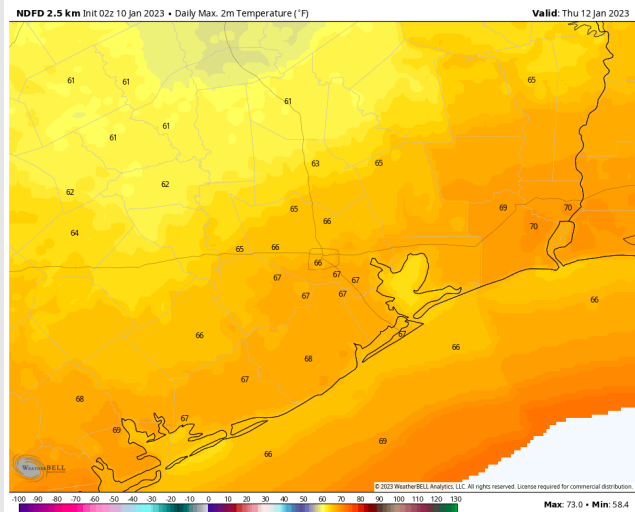 NDFD 2.5 km Init 02z 10 Jan 2023 • Daily Max. 2m Temperature (°F)
Valid: Thu 12 Jan 2023
61 61 65
61
61
61
63 65
62 62
69 70
65
66 70
64
65 66
66
67 67 67
67 67 66
66 67
66
68
67
68
67
69
69
66
WeatherBELL
© 2023 WeatherBELL Analytics, LLC. All rights reserved. License required for commercial distribution.
-100 -90 -80 -70 -60 -50 -40 -30 -20 -10 0 10 20 30 40 50 60 70 80 90 100 110 120 130
Max: 73.0 • Min: 58.4